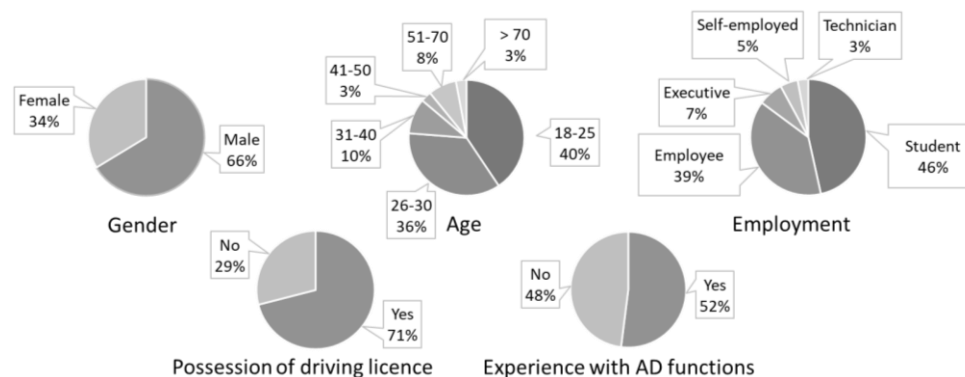 Female
34%
Male
66%
Gender
51-70
8%
> 70
3%
41-50
3%
31-40
10%
18-25
40%
26-30
36%
Age
Self-employed
5%
Technician
3%
Executive
7%
Employee
39%
Student
46%
Employment
No
29%
Yes
71%
Possession of driving licence
No
48%
Yes
52%
Experience with AD functions